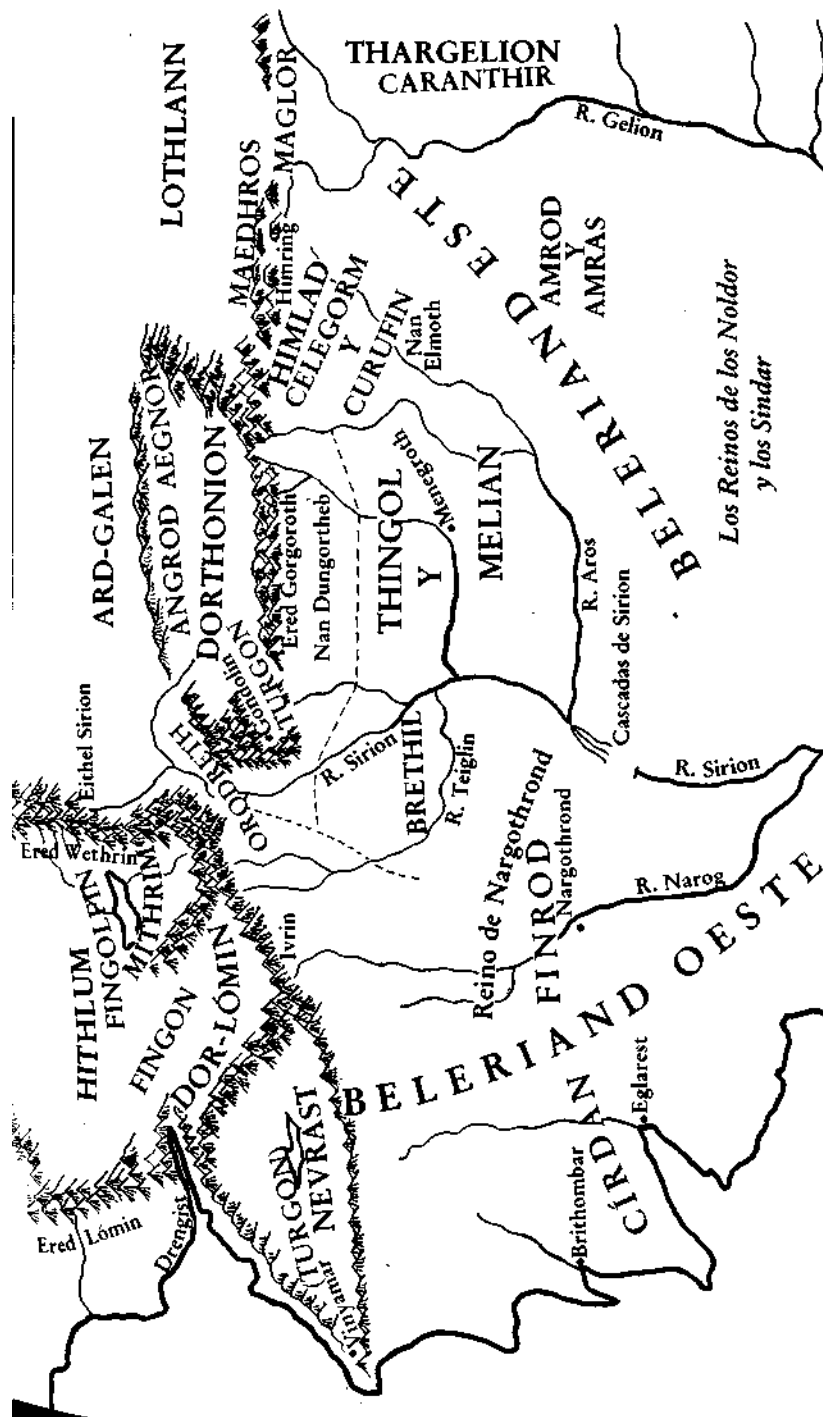 LOTHLANN
ARD-GALEN
Eithel Sirion
Ered Wethrin
HITHLUM
FINGOLFIN
MITHRIM
FINGON
DOR-LÓMIN
Ered Lómin
Drengist
(TURGON)
NEVRAST
Vinyamar
Ivrin
MAEDHROS
MAGLOR
Himring
HIMLAD
CELEGORM
Y
CURUFIN
Nan
Elmoth
ANGROD AEGNOR
DORTHONION
Ered Gorgoroth
Nan Dungortheb
Gondolin
TURGON
ORODRETH
R. Sirion
BRETHIL
R. Teiglin
THINGOL
Y
MELIAN
Menegroth
THARGELION
CARANTHIR
R. Gelion
BELERIAND ESTE
AMROD
Y
AMRAS
R. Aros
Cascadas de Sirion
R. Sirion
Reino de Nargothrond
FINROD
Nargothrond
R. Narog
BELERIAND OESTE
CÍRDAN
Brithombar
Eglarest
Los Reinos de los Noldor
y los Sindar